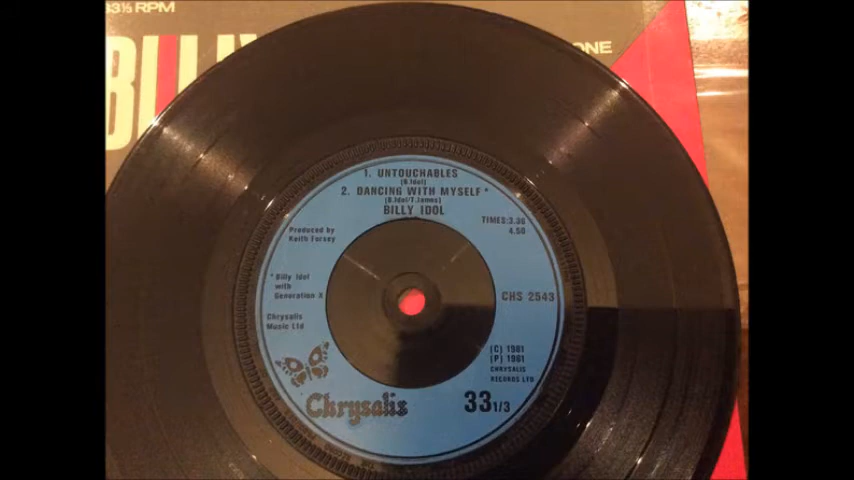 33⅓ RPM
BILLY
ONE
1. UNTOUCHABLES
(B.Idol)
2. DANCING WITH MYSELF *
(B.Idol/T.James)
BILLY IDOL
Produced by
Keith Forsey
TIMES:3.30
4.50
* Billy Idol
with
Generation X
CHS 2543
Chrysalis
Music Ltd
(C) 1981
(P) 1981
CHRYSALIS
RECORDS LTD.
Chrysalis
33 1/3